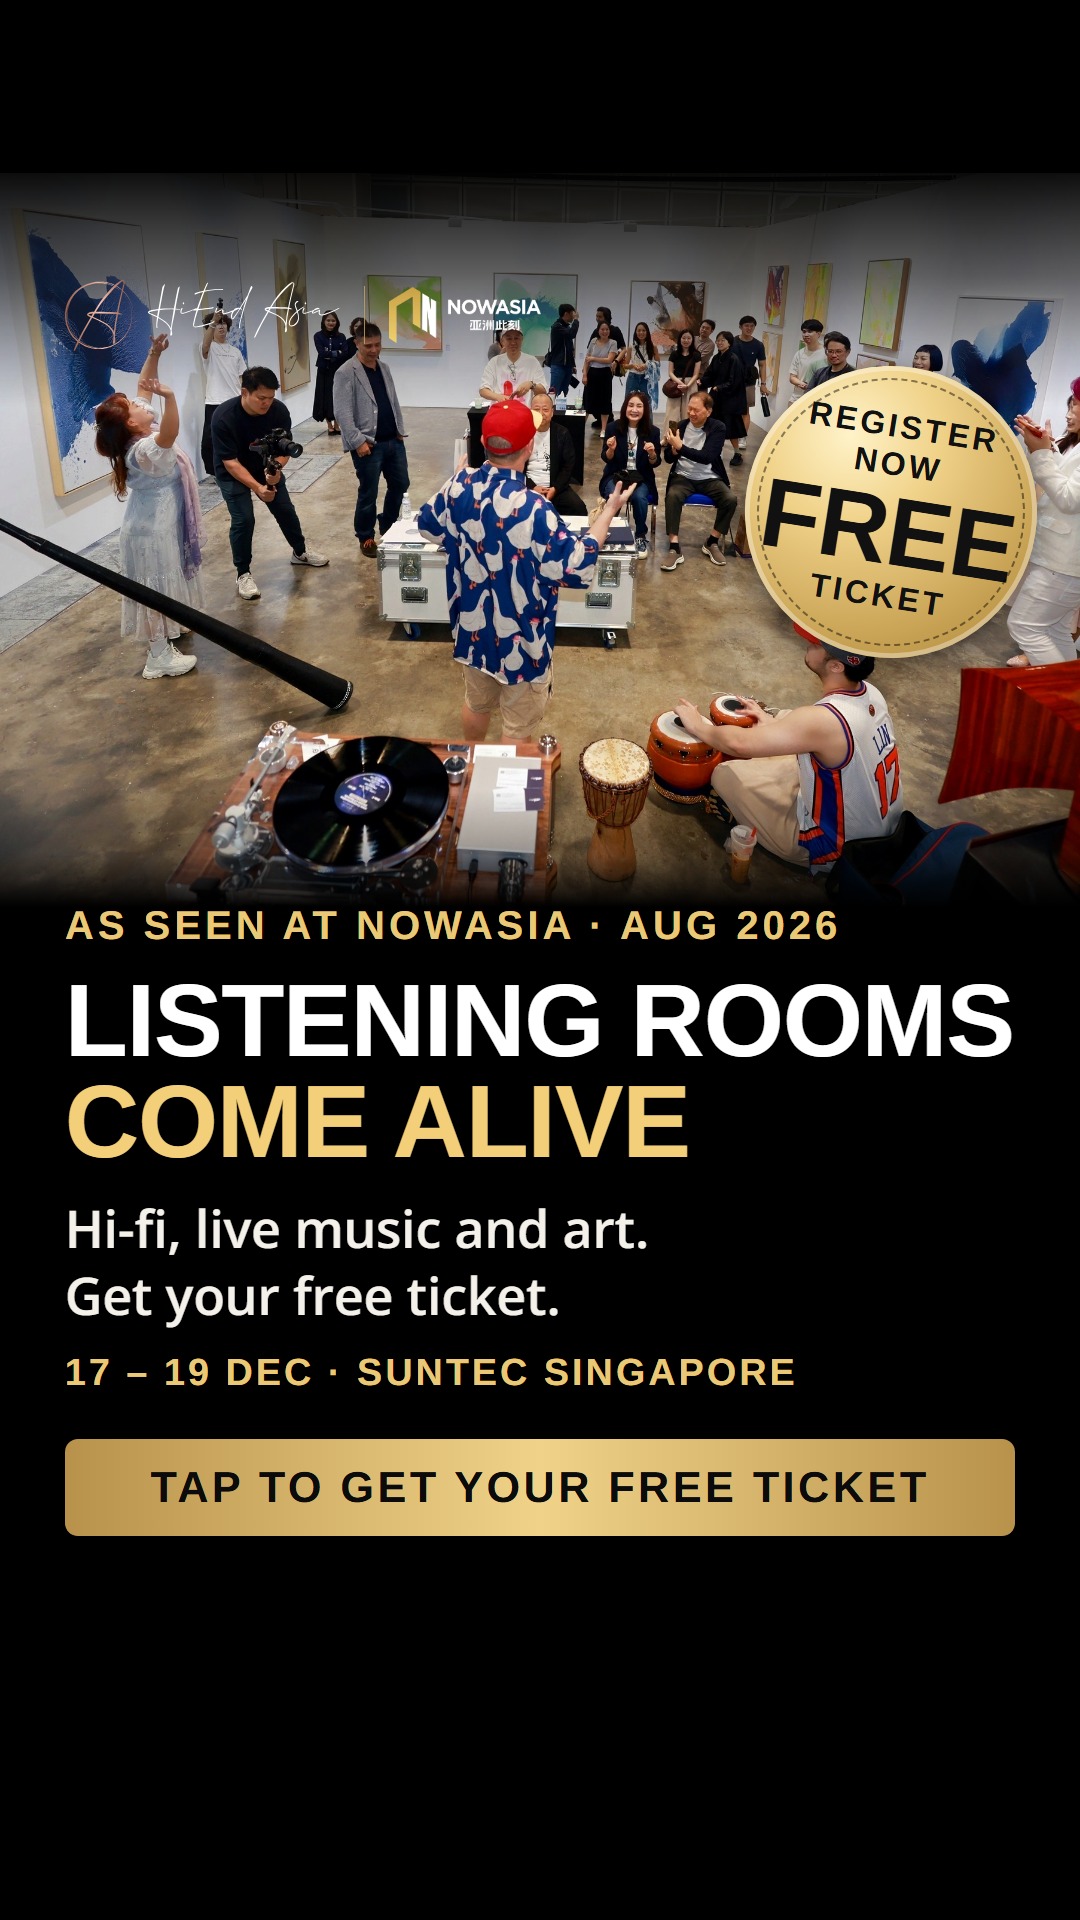 HiEnd Asia
NOWASIA
亚洲此刻
REGISTER
NOW
FREE
TICKET
LIN
17
AS SEEN AT NOWASIA · AUG 2026
LISTENING ROOMS
COME ALIVE
Hi-fi, live music and art.
Get your free ticket.
17 – 19 DEC · SUNTEC SINGAPORE
TAP TO GET YOUR FREE TICKET